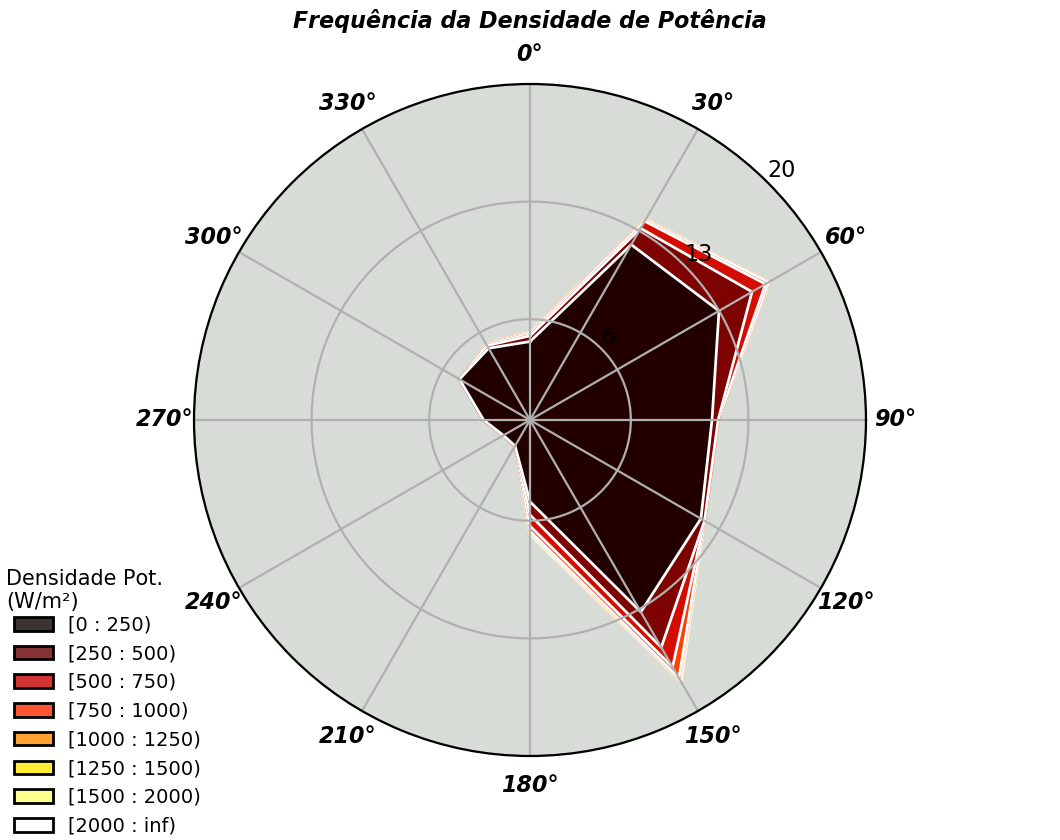 Frequência da Densidade de Potência
0°
330°
30°
20
300°
60°
13
6
270°
90°
240°
120°
210°
150°
180°
Densidade Pot.
(W/m²)
[0 : 250)
[250 : 500)
[500 : 750)
[750 : 1000)
[1000 : 1250)
[1250 : 1500)
[1500 : 2000)
[2000 : inf)